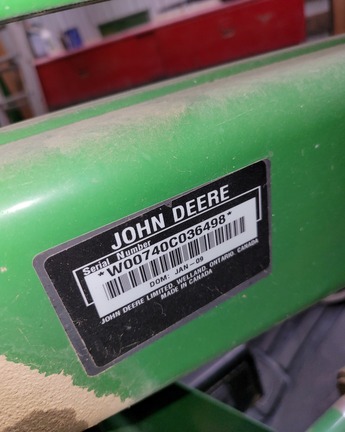 JOHN DEERE
Serial Number
*W00740C036498*
DOM: JAN-09
JOHN DEERE LIMITED, WELLAND, ONTARIO, CANADA
MADE IN CANADA